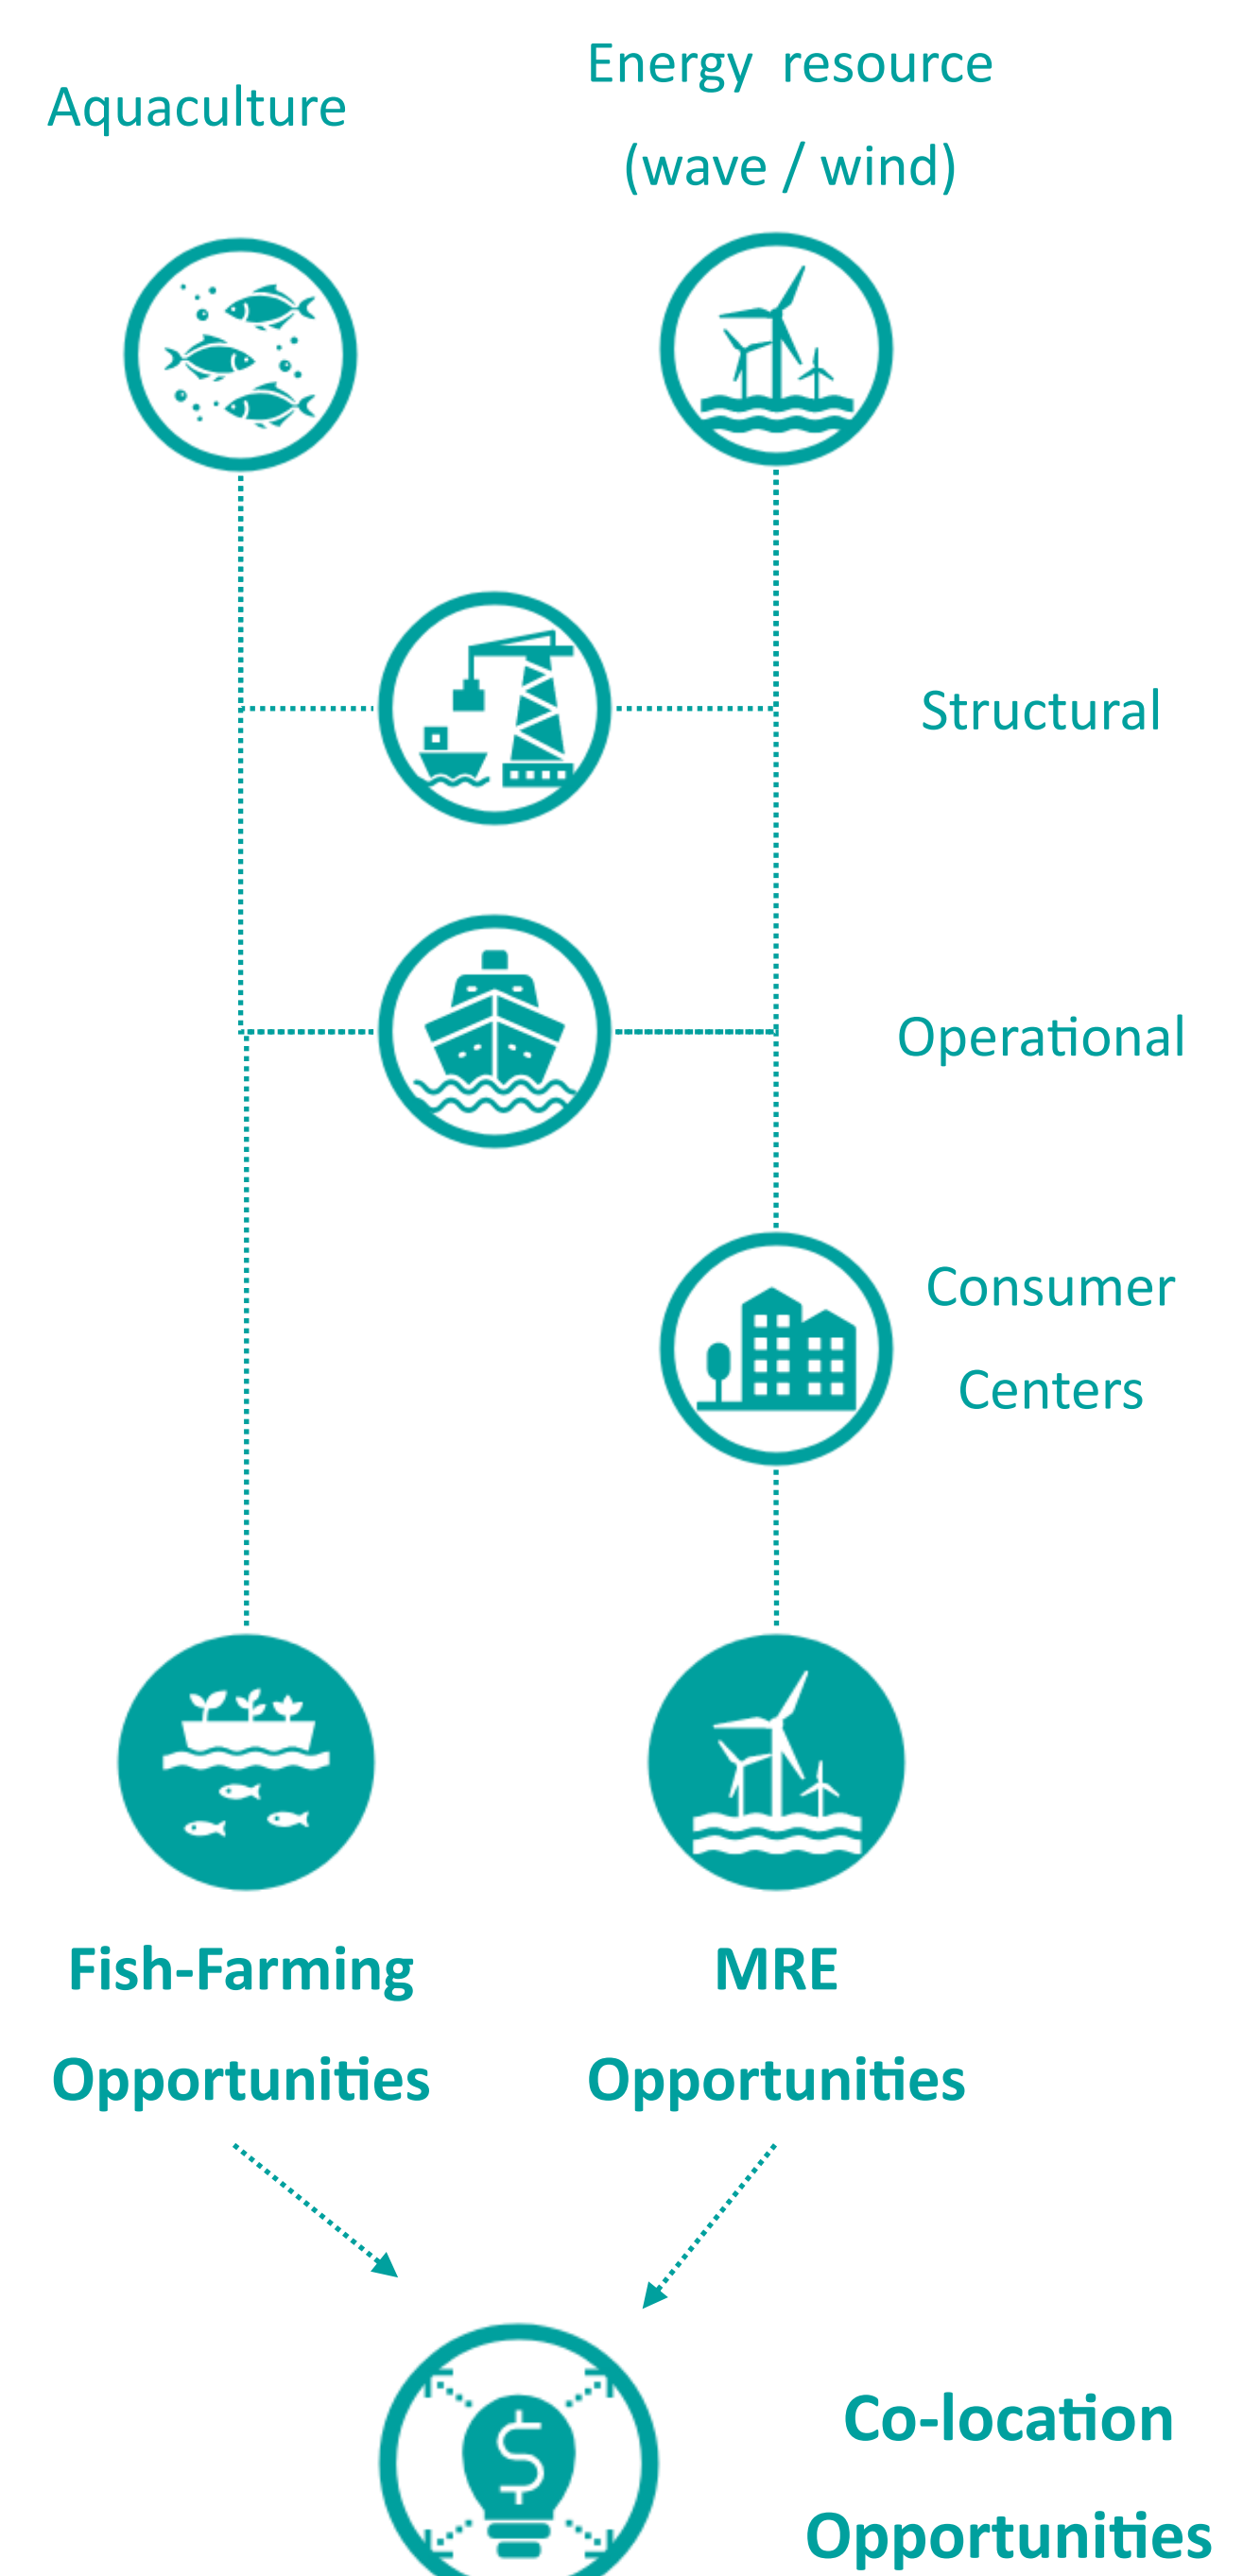 Aquaculture
Energy resource
(wave / wind)
Structural
Operational
Consumer
Centers
Fish-Farming
Opportunities
MRE
Opportunities
Co-location
Opportunities